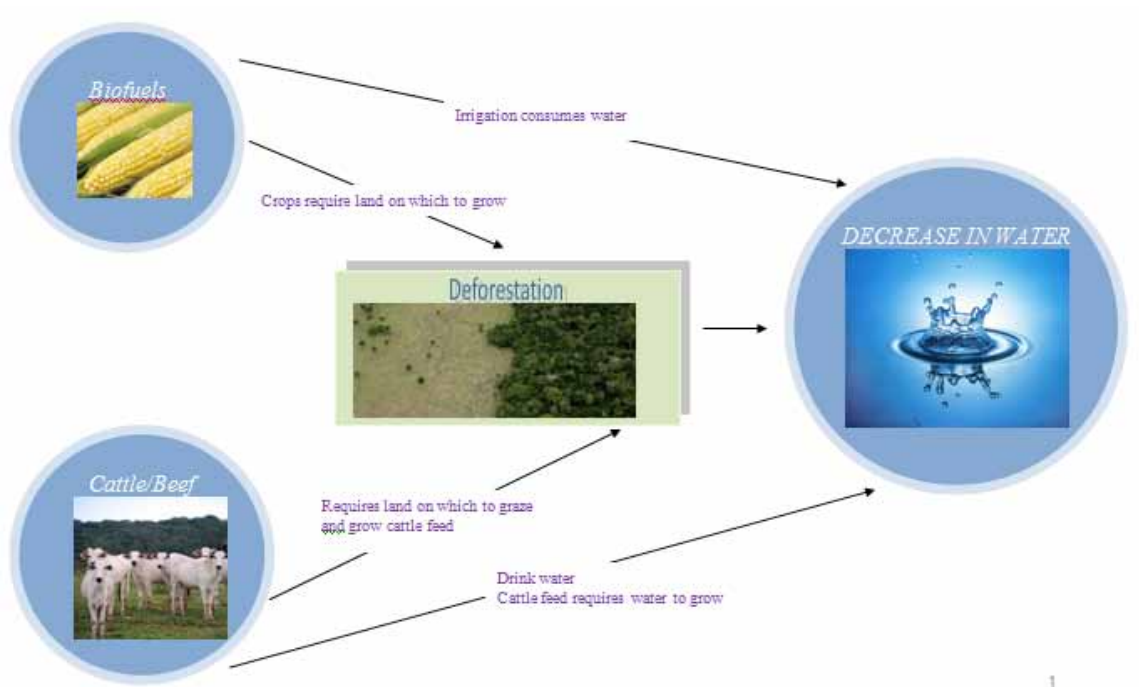 Biofuels
Irrigation consumes water
Crops require land on which to grow
DECREASE IN WATER
Deforestation
Cattle/Beef
Requires land on which to graze
and grow cattle feed
Drink water
Cattle feed requires water to grow
1